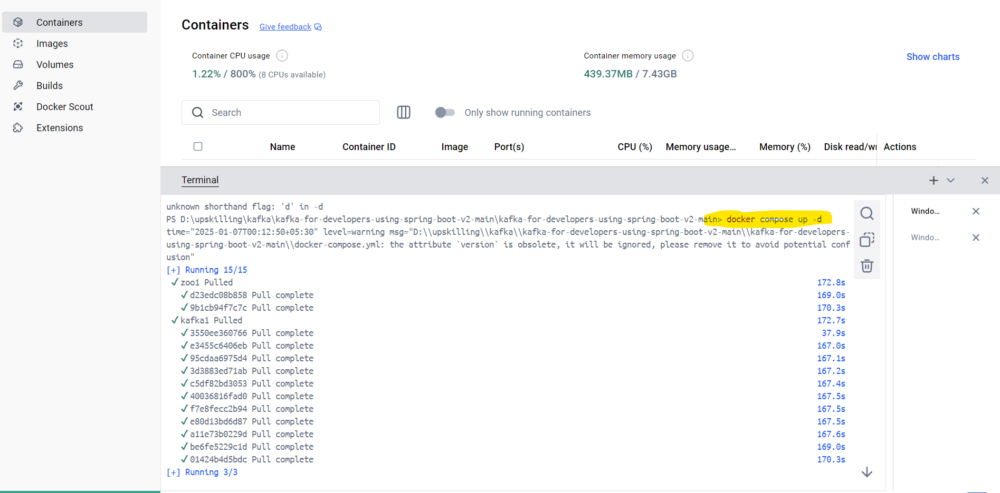 Containers
Images
Volumes
Builds
Docker Scout
Extensions
Containers Give feedback
Container CPU usage
1.22% / 800% (8 CPUs available)
Container memory usage
439.37MB / 7.43GB
Show charts
Search
Only show running containers
Name Container ID Image Port(s) CPU (%) Memory usage... Memory (%) Disk read/w Actions
Terminal
unknown shorthand flag: 'd' in -d
PS D:\upskilling\kafka\kafka-for-developers-using-spring-boot-v2-main\kafka-for-developers-using-spring-boot-v2-main> docker compose up -d
time="2025-01-07T00:12:50+05:30" level=warning msg="D:\\upskilling\\kafka\\kafka-for-developers-using-spring-boot-v2-main\\kafka-for-developers-
using-spring-boot-v2-main\\docker-compose.yml: the attribute `version` is obsolete, it will be ignored, please remove it to avoid potential conf
usion"
[+] Running 15/15
✓ zoo1 Pulled 172.8s
✓ d23edc08b858 Pull complete 169.0s
✓ 9b1cb94f7c7c Pull complete 170.3s
✓ kafka1 Pulled 172.7s
✓ 3550ee360766 Pull complete 37.9s
✓ e3455c6406eb Pull complete 167.0s
✓ 95cdaa6975d4 Pull complete 167.1s
✓ 3d3883ed71ab Pull complete 167.2s
✓ c5df82bd3053 Pull complete 167.4s
✓ 40036816fad0 Pull complete 167.5s
✓ f7e8fecc2b94 Pull complete 167.5s
✓ e80d13bd6d87 Pull complete 167.5s
✓ a11e73b0229d Pull complete 167.6s
✓ be6fe5229c1d Pull complete 169.0s
✓ 01424b4d5bdc Pull complete 170.3s
[+] Running 3/3
Windo...
Windo...